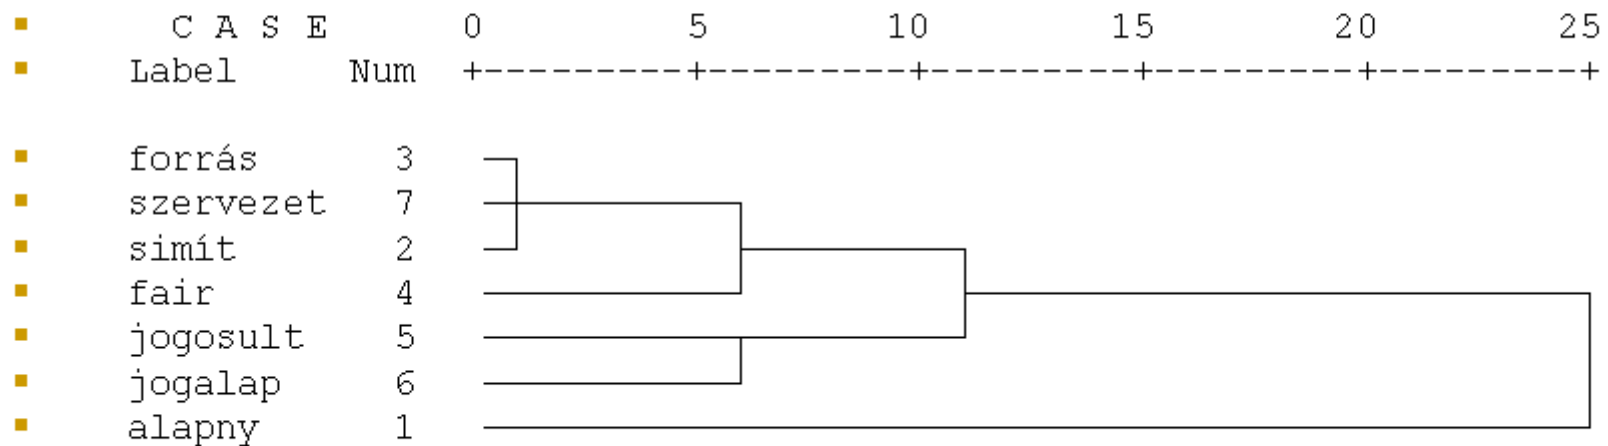 C A S E 0 5 10 15 20 25
Label Num +---------+---------+---------+---------+---------+
forrás 3
szervezet 7
simít 2
fair 4
jogosult 5
jogalap 6
alapny 1